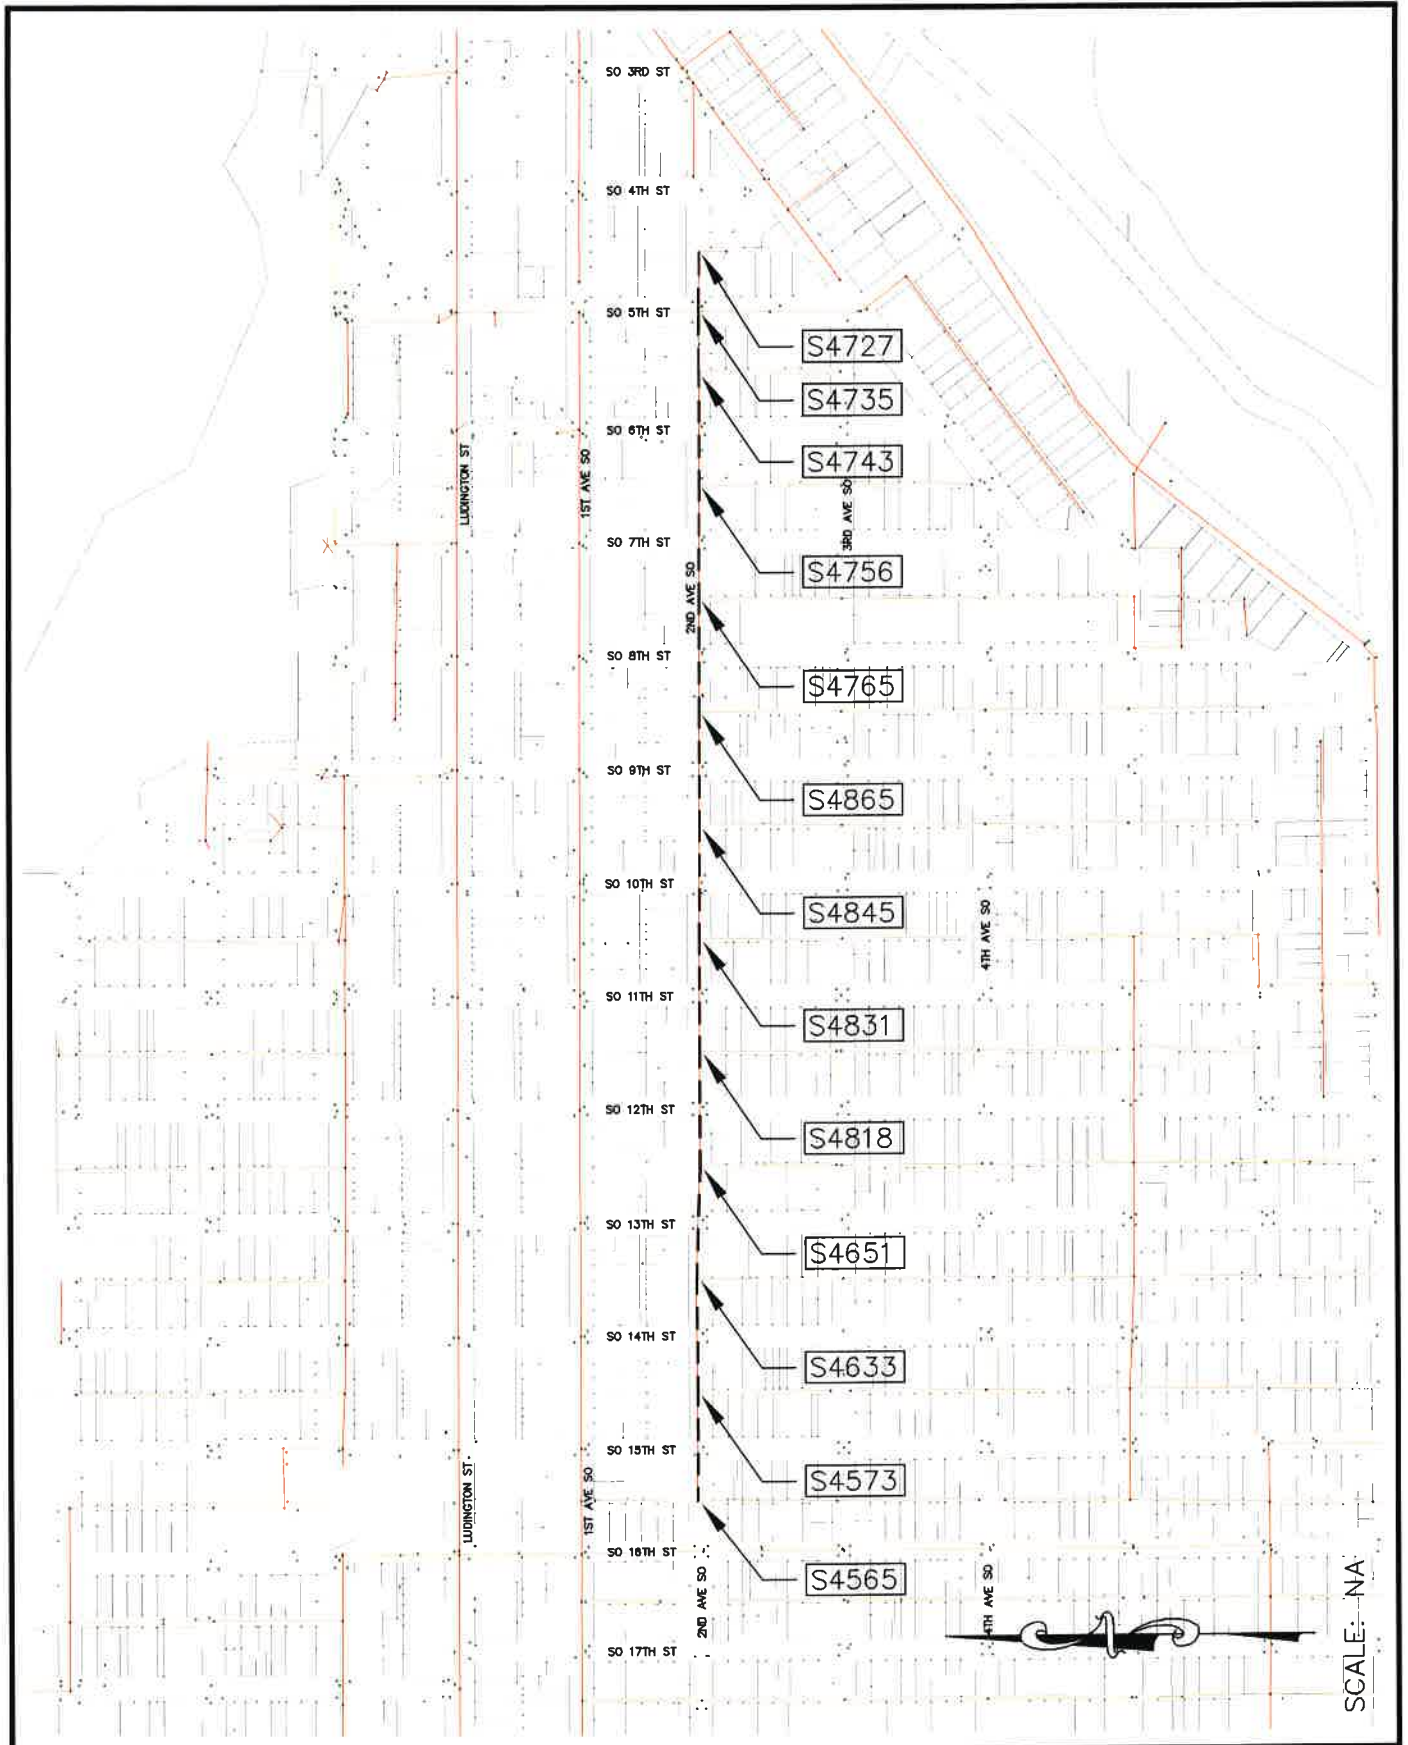 SO 3RD ST
SO 4TH ST
SO 5TH ST
S4727
S4735
SO 6TH ST
S4743
LUDINGTON ST
1ST AVE SO
3RD AVE SO
SO 7TH ST
S4756
2ND AVE SO
SO 8TH ST
S4765
SO 9TH ST
S4865
SO 10TH ST
S4845
4TH AVE SO
SO 11TH ST
S4831
SO 12TH ST
S4818
SO 13TH ST
S4651
SO 14TH ST
S4633
SO 15TH ST
S4573
LUDINGTON ST
1ST AVE SO
SO 16TH ST
S4565
2ND AVE SO
4TH AVE SO
SO 17TH ST
N
SCALE: NA